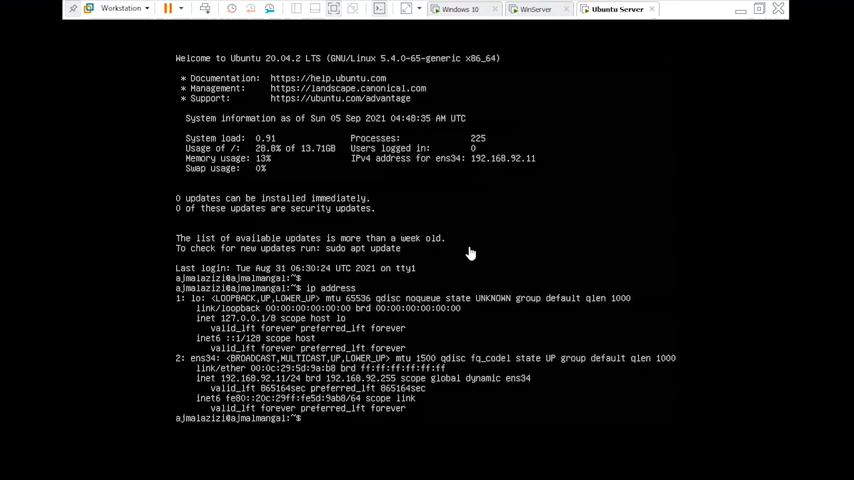 Workstation Windows 10 WinServer Ubuntu Server
Welcome to Ubuntu 20.04.2 LTS (GNU/Linux 5.4.0-65-generic x86_64)
* Documentation: https://help.ubuntu.com
* Management: https://landscape.canonical.com
* Support: https://ubuntu.com/advantage
System information as of Sun 05 Sep 2021 04:48:35 AM UTC
System load: 0.91 Processes: 225
Usage of /: 28.8% of 13.71GB Users logged in: 0
Memory usage: 13% IPv4 address for ens34: 192.168.92.11
Swap usage: 0%
0 updates can be installed immediately.
0 of these updates are security updates.
The list of available updates is more than a week old.
To check for new updates run: sudo apt update
Last login: Tue Aug 31 06:30:24 UTC 2021 on tty1
ajmalazizi@ajmalmangal:~$
ajmalazizi@ajmalmangal:~$ ip address
1: lo: <LOOPBACK,UP,LOWER_UP> mtu 65536 qdisc noqueue state UNKNOWN group default qlen 1000
link/loopback 00:00:00:00:00:00 brd 00:00:00:00:00:00
inet 127.0.0.1/8 scope host lo
valid_lft forever preferred_lft forever
inet6 ::1/128 scope host
valid_lft forever preferred_lft forever
2: ens34: <BROADCAST,MULTICAST,UP,LOWER_UP> mtu 1500 qdisc fq_codel state UP group default qlen 1000
link/ether 00:0c:29:5d:9a:b8 brd ff:ff:ff:ff:ff:ff
inet 192.168.92.11/24 brd 192.168.92.255 scope global dynamic ens34
valid_lft 865164sec preferred_lft 865164sec
inet6 fe80::20c:29ff:fe5d:9ab8/64 scope link
valid_lft forever preferred_lft forever
ajmalazizi@ajmalmangal:~$